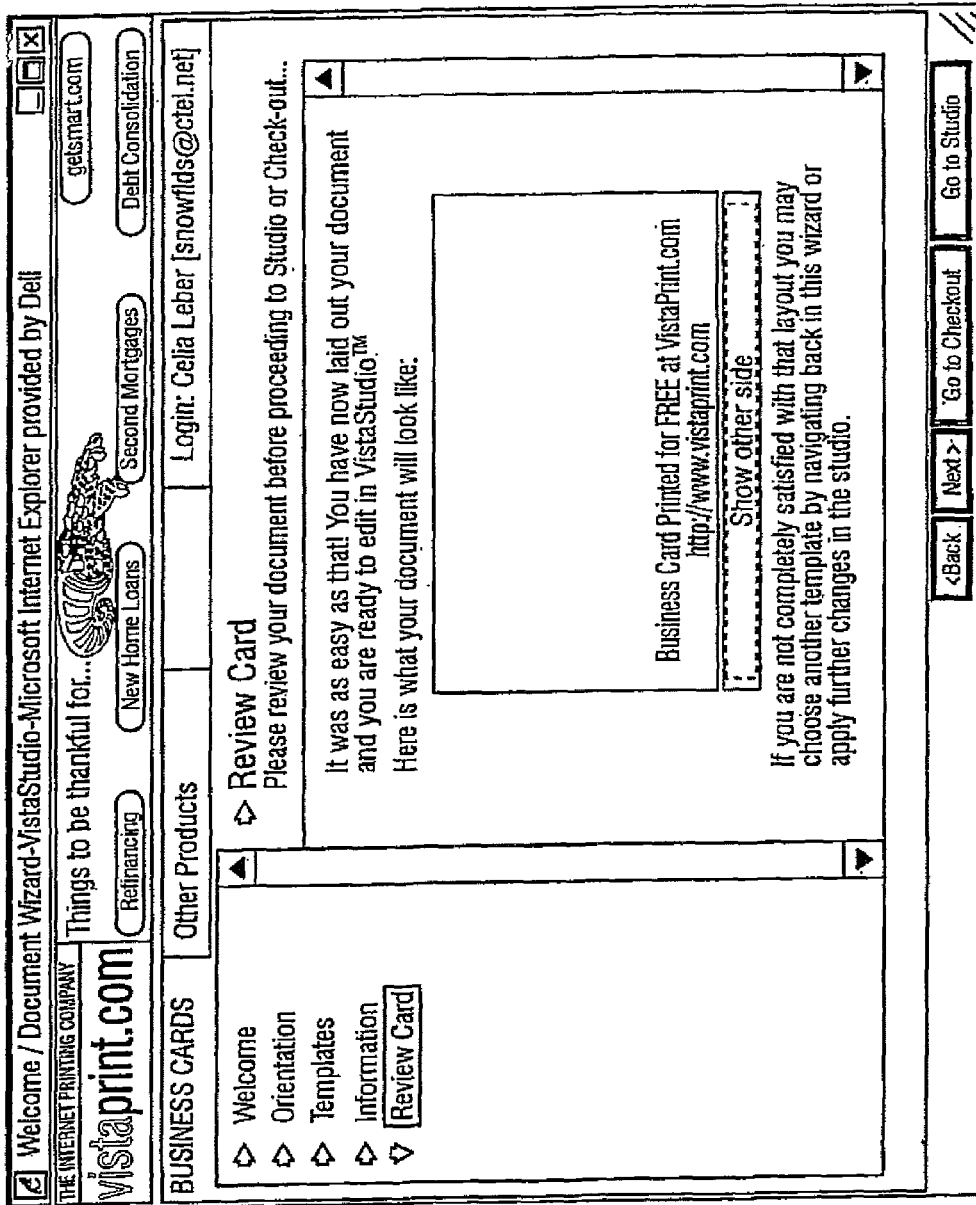 Welcome / Document Wizard-VistaStudio-Microsoft Internet Explorer provided by Dell
THE INTERNET PRINTING COMPANY
vistaprint.com
Things to be thankful for...
getsmart.com
Refinancing
New Home Loans
Second Mortgages
Debt Consolidation
BUSINESS CARDS
Other Products
Login: Celia Leber [snowflds@ctel.net]
Welcome
Orientation
Templates
Information
Review Card
Review Card
Please review your document before proceeding to Studio or Check-out...
It was as easy as that! You have now laid out your document
and you are ready to edit in VistaStudio.™
Here is what your document will look like:
Business Card Printed for FREE at VistaPrint.com
http://www.vistaprint.com
Show other side
If you are not completely satisfied with that layout you may
choose another template by navigating back in this wizard or
apply further changes in the studio.
<Back
Next>
Go to Checkout
Go to Studio